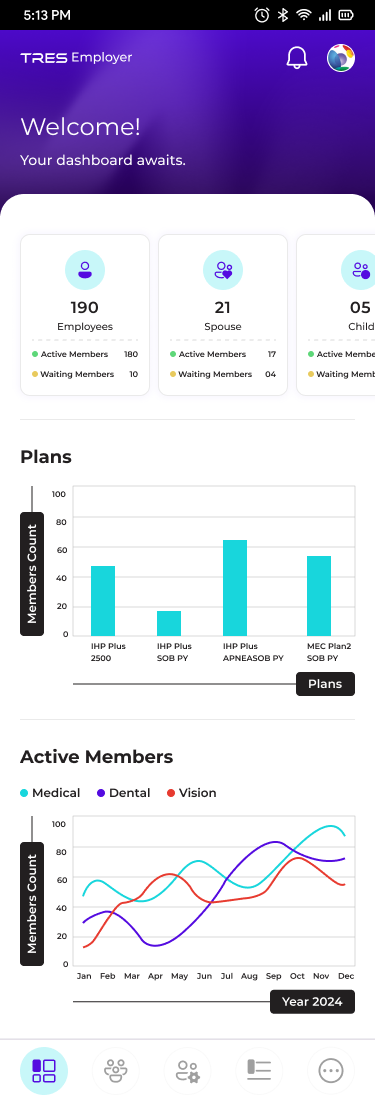 5:13 PM
TRES Employer
Welcome!
Your dashboard awaits.
190
Employees
Active Members 180
Waiting Members 10
21
Spouse
Active Members 17
Waiting Members 04
05
Child
Active Membe
Waiting Memb
Plans
Members Count
100
80
60
40
20
0
IHP Plus
2500
IHP Plus
SOB PY
IHP Plus
APNEASOB PY
MEC Plan2
SOB PY
Plans
Active Members
Medical Dental Vision
Members Count
100
80
60
40
20
0
Jan Feb Mar Apr May Jun Jul Aug Sep Oct Nov Dec
Year 2024